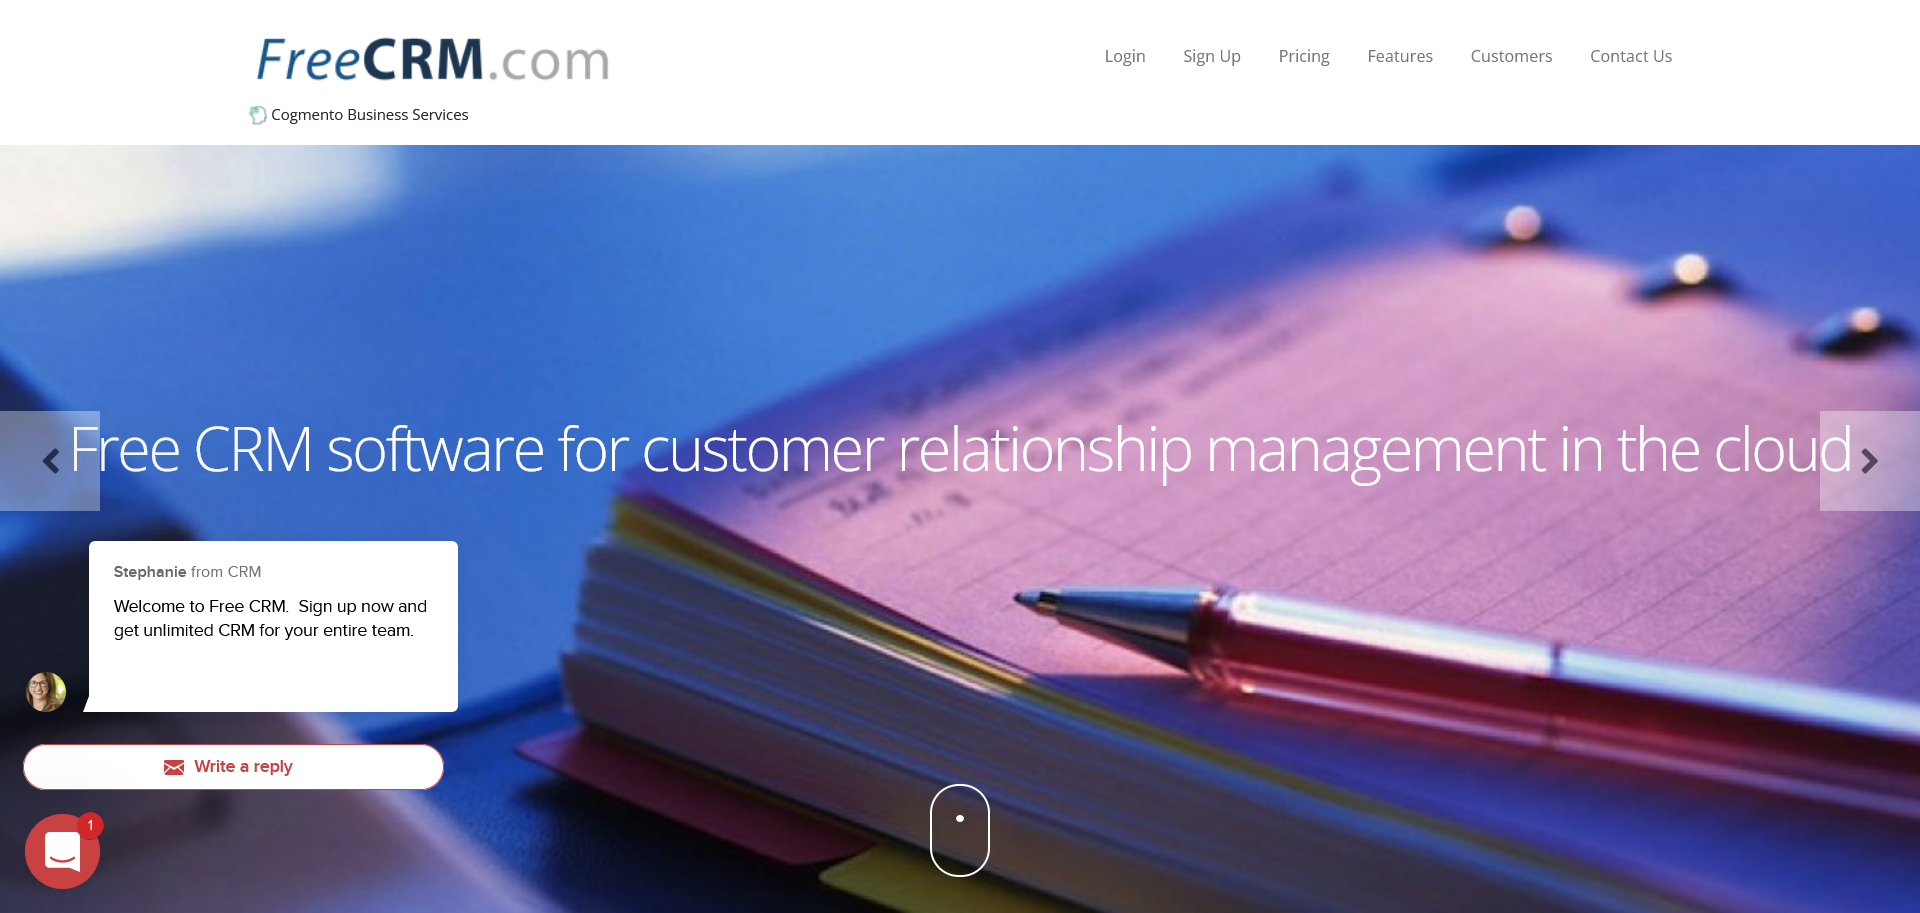 FreeCRM.com
Login Sign Up Pricing Features Customers Contact Us
Cogmento Business Services
Free CRM software for customer relationship management in the cloud
Stephanie from CRM
Welcome to Free CRM. Sign up now and
get unlimited CRM for your entire team.
Write a reply
1